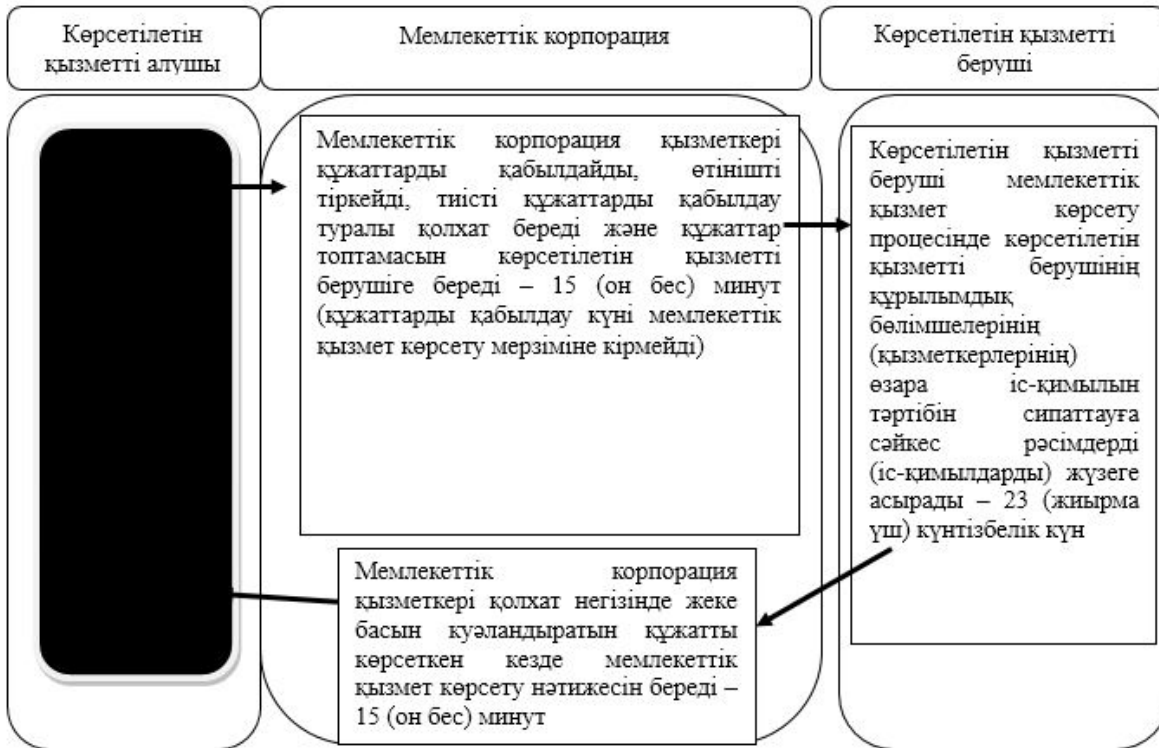 Көрсетілетін
қызметті алушы
Мемлекеттік корпорация
Көрсетілетін қызметті
беруші
Мемлекеттік корпорация қызметкері
құжаттарды қабылдайды, өтінішті
тіркейді, тиісті құжаттарды қабылдау
туралы қолхат береді және құжаттар
топтамасын көрсетілетін қызметті
берушіге береді – 15 (он бес) минут
(құжаттарды қабылдау күні мемлекеттік
қызмет көрсету мерзіміне кірмейді)
Көрсетілетін қызметті
беруші мемлекеттік
қызмет көрсету
процесінде көрсетілетін
қызметті берушінің
құрылымдық
бөлімшелерінің
(қызметкерлерінің)
өзара іс-қимылын
тәртібін сипаттауға
сәйкес рәсімдерді
(іс-қимылдарды) жүзеге
асырады – 23 (жиырма
үш) күнтізбелік күн
Мемлекеттік корпорация
қызметкері қолхат негізінде жеке
басын куәландыратын құжатты
көрсеткен кезде мемлекеттік
қызмет көрсету нәтижесін береді –
15 (он бес) минут